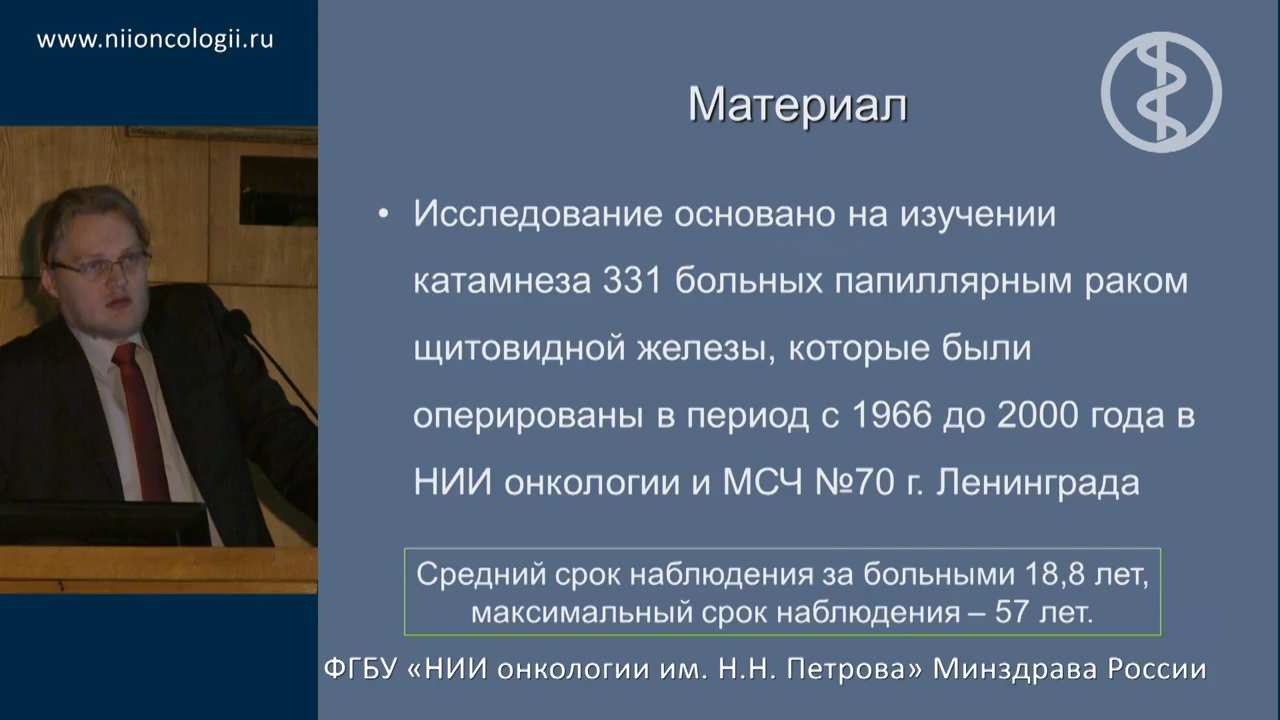 www.niioncologii.ru
Материал
• Исследование основано на изучении
катамнеза 331 больных папиллярным раком
щитовидной железы, которые были
оперированы в период с 1966 до 2000 года в
НИИ онкологии и МСЧ №70 г. Ленинграда
Средний срок наблюдения за больными 18,8 лет,
максимальный срок наблюдения – 57 лет.
ФГБУ «НИИ онкологии им. Н.Н. Петрова» Минздрава России